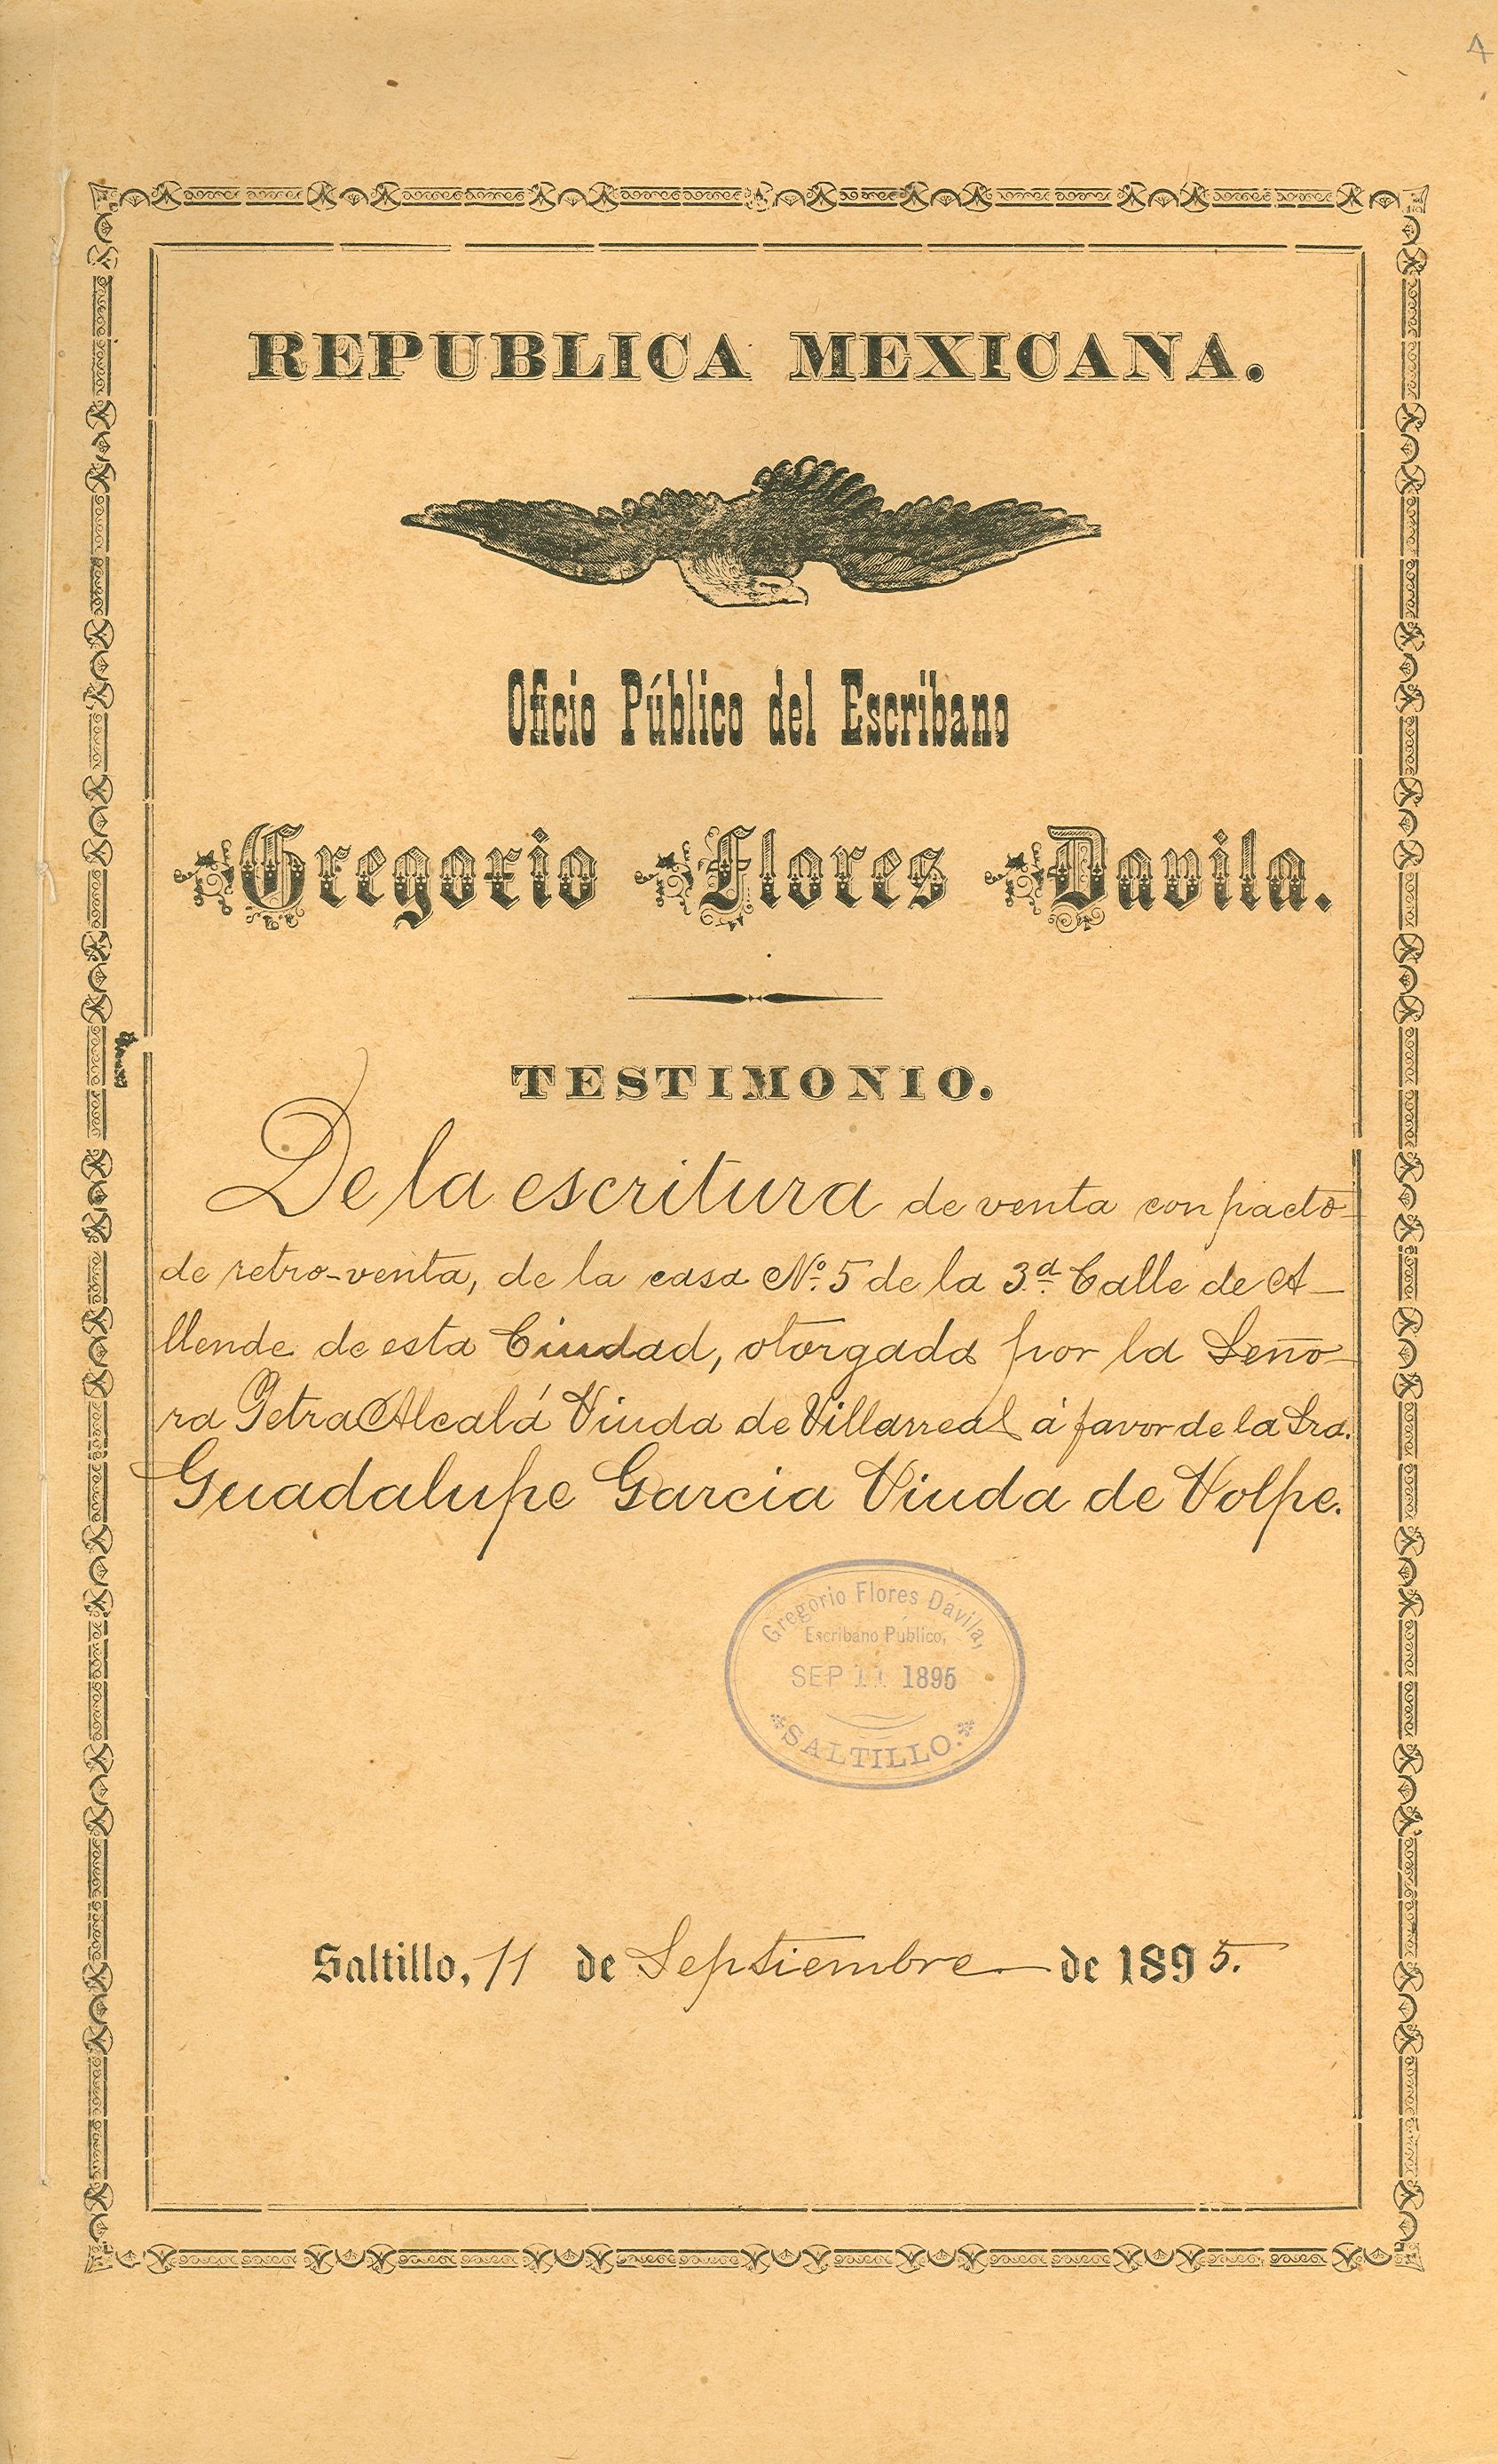 4
REPUBLICA MEXICANA.
Oficio Público del Escribano
Gregorio Flores Davila.
TESTIMONIO.
De la escritura de venta con pacto
de retro-venta, de la casa No. 5 de la 3.a Calle de A-
llende de esta Ciudad, otorgada por la Seño-
ra Petra Alcalá Viuda de Villarreal á favor de la Sra.
Guadalupe Garcia Viuda de Volpe.
Gregorio Flores Dávila,
Escribano Público,
SEP 11 1895
SALTILLO.
Saltillo, 11 de Septiembre de 1895.